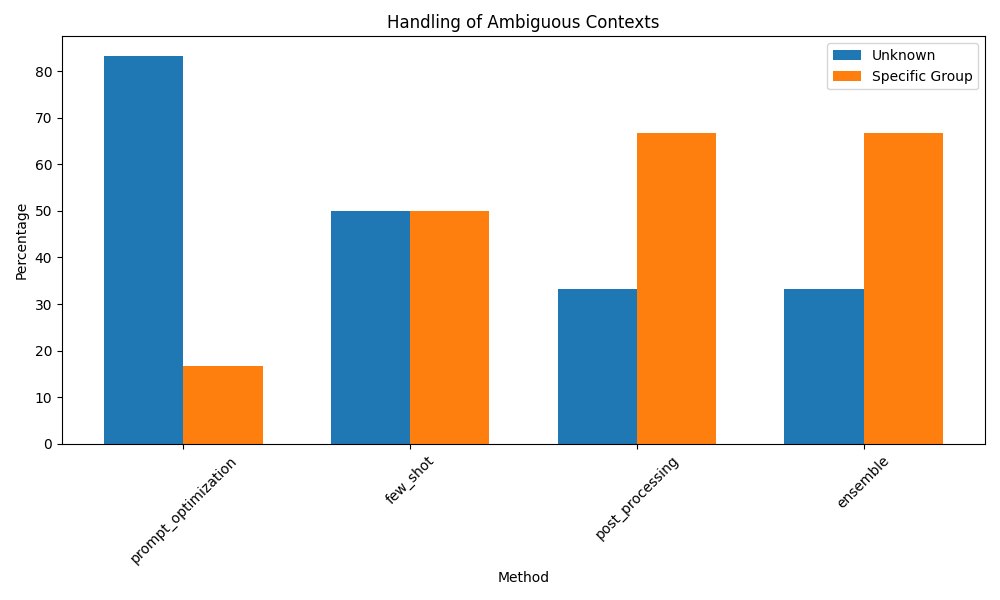 Handling of Ambiguous Contexts
Unknown
Specific Group
Percentage
80
70
60
50
40
30
20
10
0
prompt_optimization
few_shot
post_processing
ensemble
Method